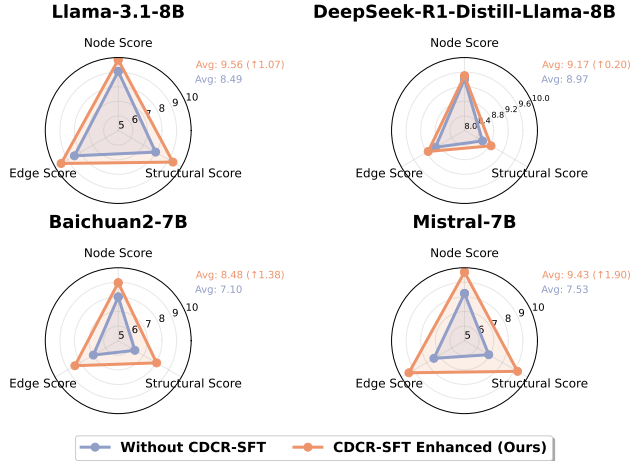 Llama-3.1-8B
Node Score
Avg: 9.56 (↑1.07)
Avg: 8.49
5 6 7 8 9 10
Edge Score
Structural Score
DeepSeek-R1-Distill-Llama-8B
Node Score
Avg: 9.17 (↑0.20)
Avg: 8.97
8.0 8.4 8.8 9.2 9.6 10.0
Edge Score
Structural Score
Baichuan2-7B
Node Score
Avg: 8.48 (↑1.38)
Avg: 7.10
5 6 7 8 9 10
Edge Score
Structural Score
Mistral-7B
Node Score
Avg: 9.43 (↑1.90)
Avg: 7.53
5 6 7 8 9 10
Edge Score
Structural Score
Without CDCR-SFT
CDCR-SFT Enhanced (Ours)